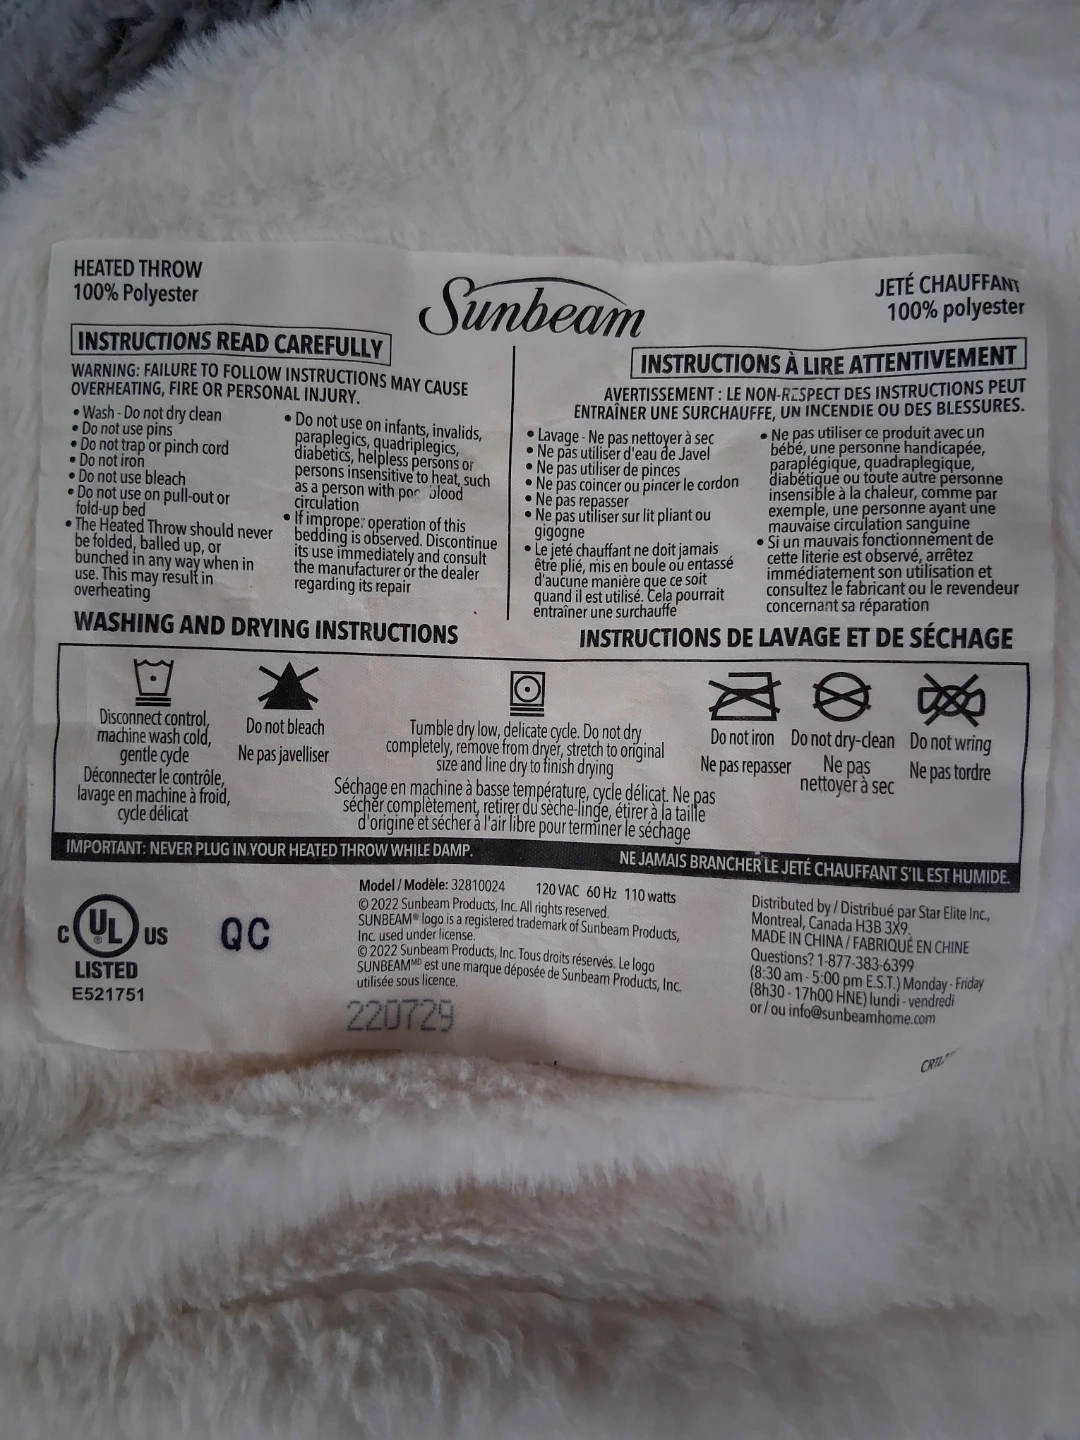 HEATED THROW
100% Polyester
Sunbeam
JETÉ CHAUFFANT
100% polyester
INSTRUCTIONS READ CAREFULLY
WARNING: FAILURE TO FOLLOW INSTRUCTIONS MAY CAUSE
OVERHEATING, FIRE OR PERSONAL INJURY.
• Wash - Do not dry clean
• Do not use pins
• Do not trap or pinch cord
• Do not iron
• Do not use bleach
• Do not use on pull-out or
fold-up bed
• The Heated Throw should never
be folded, balled up, or
bunched in any way when in
use. This may result in
overheating
• Do not use on infants, invalids,
paraplegics, quadriplegics,
diabetics, helpless persons or
persons insensitive to heat, such
as a person with blood
circulation
• If improper operation of this
bedding is observed. Discontinue
its use immediately and consult
the manufacturer or the dealer
regarding its repair
INSTRUCTIONS À LIRE ATTENTIVEMENT
AVERTISSEMENT : LE NON-RESPECT DES INSTRUCTIONS PEUT
ENTRAÎNER UNE SURCHAUFFE, UN INCENDIE OU DES BLESSURES.
• Lavage - Ne pas nettoyer à sec
• Ne pas utiliser d'eau de Javel
• Ne pas utiliser de pinces
• Ne pas coincer ou pincer le cordon
• Ne pas repasser
• Ne pas utiliser sur lit pliant ou
gigogne
• Le jeté chauffant ne doit jamais
être plié, mis en boule ou entassé
d'aucune manière que ce soit
quand il est utilisé. Cela pourrait
entraîner une surchauffe
• Ne pas utiliser ce produit avec un
bébé, une personne handicapée,
paraplégique, quadraplegique,
diabétique ou toute autre personne
insensible à la chaleur, comme par
exemple, une personne ayant une
mauvaise circulation sanguine
• Si un mauvais fonctionnement de
cette literie est observé, arrêtez
immédiatement son utilisation et
consultez le fabricant ou le revendeur
concernant sa réparation
WASHING AND DRYING INSTRUCTIONS
INSTRUCTIONS DE LAVAGE ET DE SÉCHAGE
Disconnect control,
machine wash cold,
gentle cycle
Déconnecter le contrôle,
lavage en machine à froid,
cycle délicat
Do not bleach
Ne pas javelliser
Tumble dry low, delicate cycle. Do not dry
completely, remove from dryer, stretch to original
size and line dry to finish drying
Séchage en machine à basse température, cycle délicat. Ne pas
sécher complètement, retirer du sèche-linge, étirer à la taille
d'origine et sécher à l'air libre pour terminer le séchage
Do not iron
Ne pas repasser
Do not dry-clean
Ne pas
nettoyer à sec
Do not wring
Ne pas tordre
IMPORTANT: NEVER PLUG IN YOUR HEATED THROW WHILE DAMP.
NE JAMAIS BRANCHER LE JETÉ CHAUFFANT S'IL EST HUMIDE.
C UL US
®
LISTED
E521751
QC
Model / Modèle: 32810024 120 VAC 60 Hz 110 watts
© 2022 Sunbeam Products, Inc. All rights reserved.
SUNBEAM® logo is a registered trademark of Sunbeam Products,
Inc. used under license.
© 2022 Sunbeam Products, Inc. Tous droits réservés. Le logo
SUNBEAMᴹᴰ est une marque déposée de Sunbeam Products, Inc.
utilisée sous licence.
220729
Distributed by / Distribué par Star Elite Inc.,
Montreal, Canada H3B 3X9.
MADE IN CHINA / FABRIQUÉ EN CHINE
Questions? 1-877-383-6399
(8:30 am - 5:00 pm E.S.T.) Monday - Friday
(8h30 - 17h00 HNE) lundi - vendredi
or / ou info@sunbeamhome.com